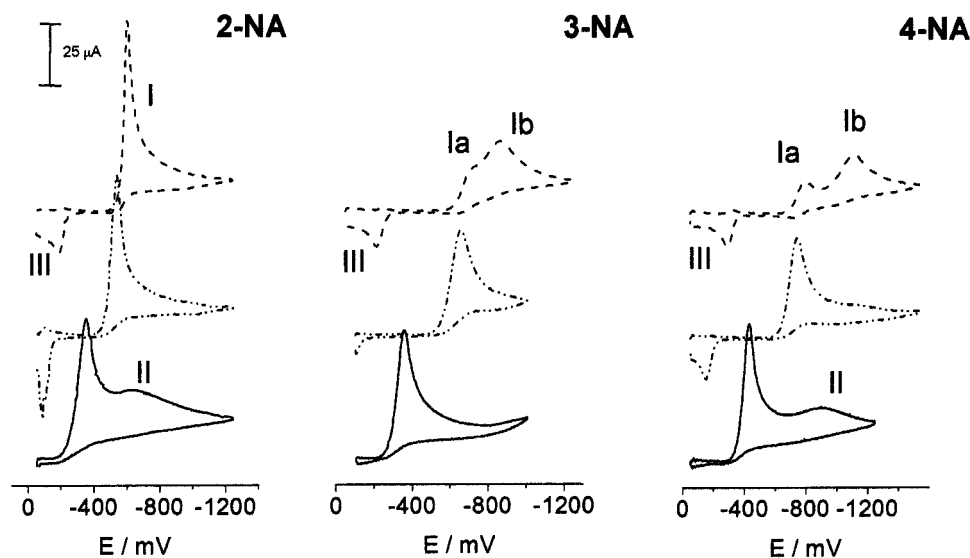 2-NA
3-NA
4-NA
25 μA
I
Ia
Ib
Ia
Ib
III
III
III
II
II
0 -400 -800 -1200
0 -400 -800 -1200
0 -400 -800 -1200
E / mV
E / mV
E / mV